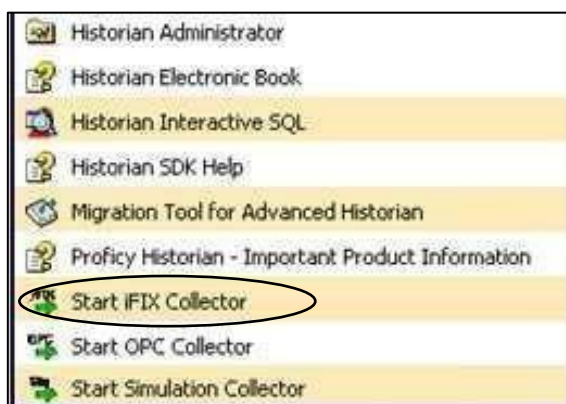 Historian Administrator
Historian Electronic Book
Historian Interactive SQL
Historian SDK Help
Migration Tool for Advanced Historian
Proficy Historian - Important Product Information
Start iFIX Collector
Start OPC Collector
Start Simulation Collector